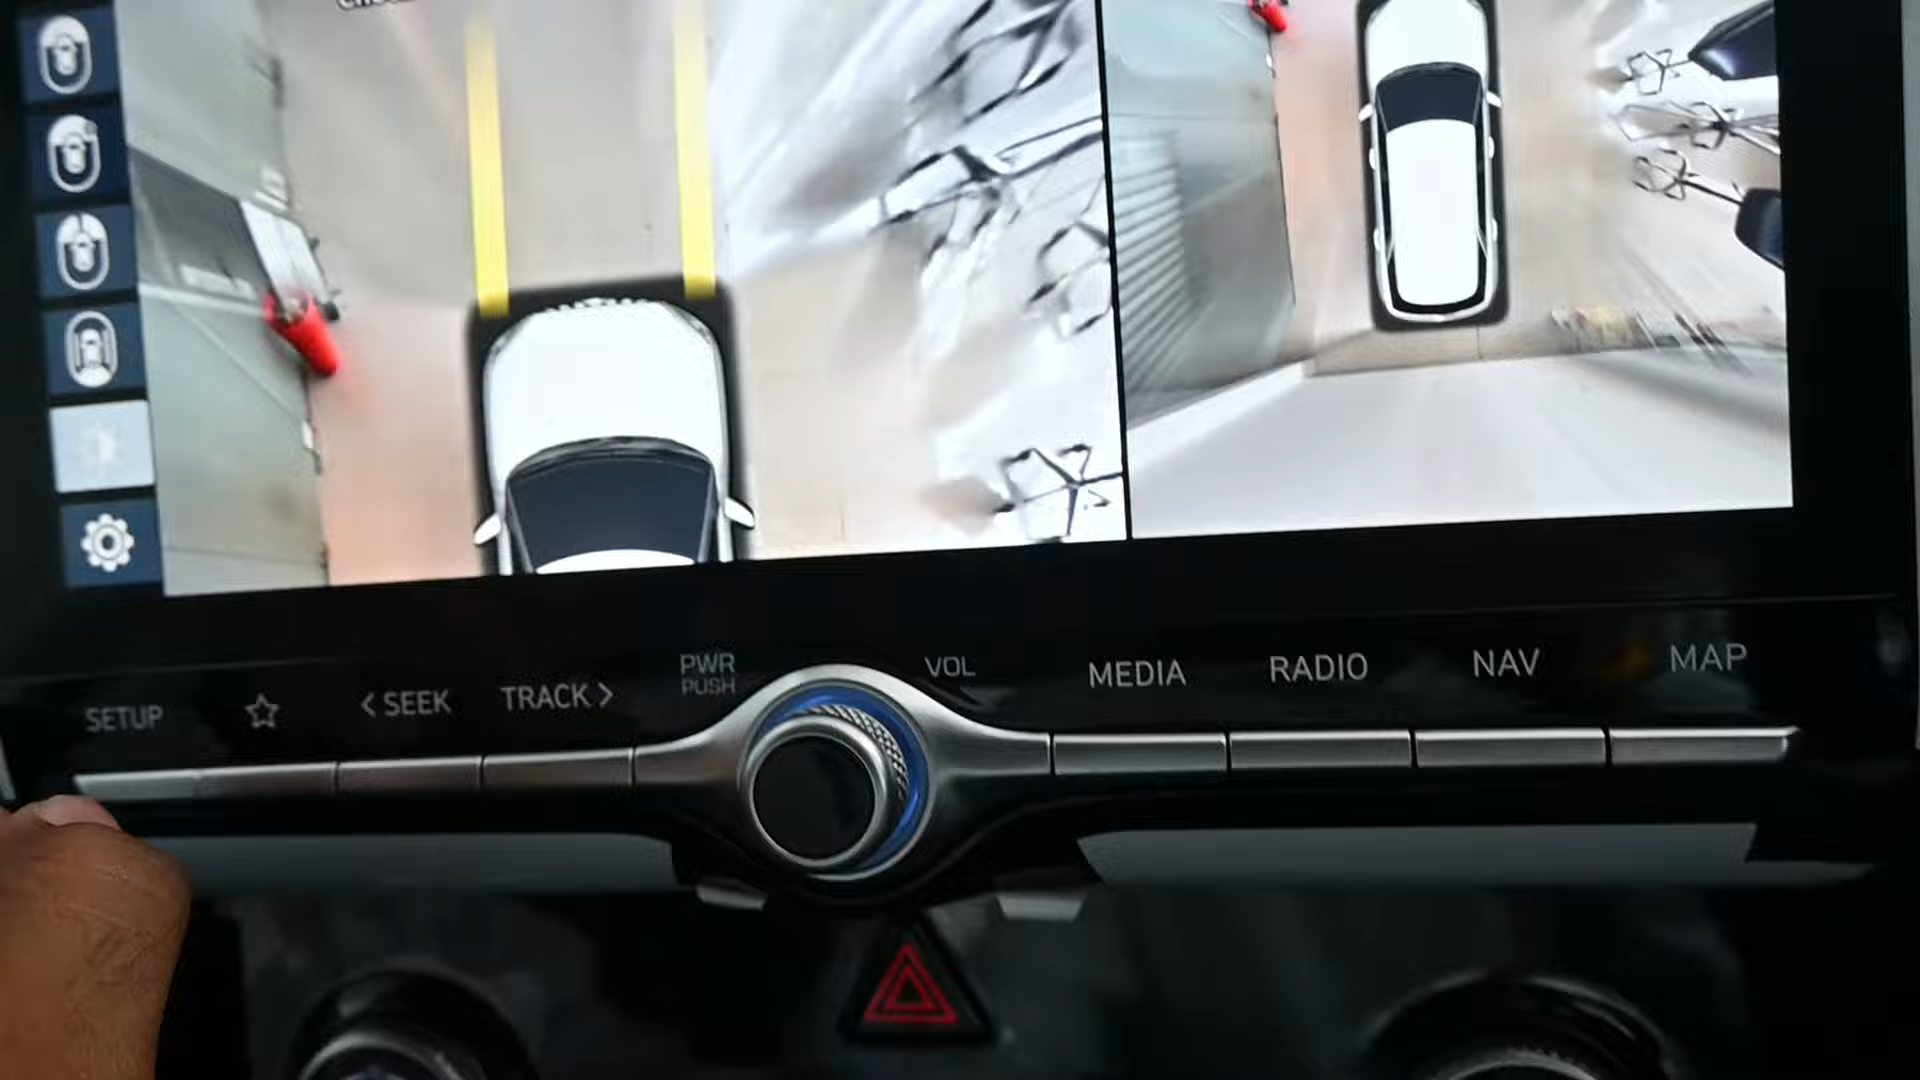 SETUP
< SEEK
TRACK >
PWR
PUSH
VOL
MEDIA
RADIO
NAV
MAP